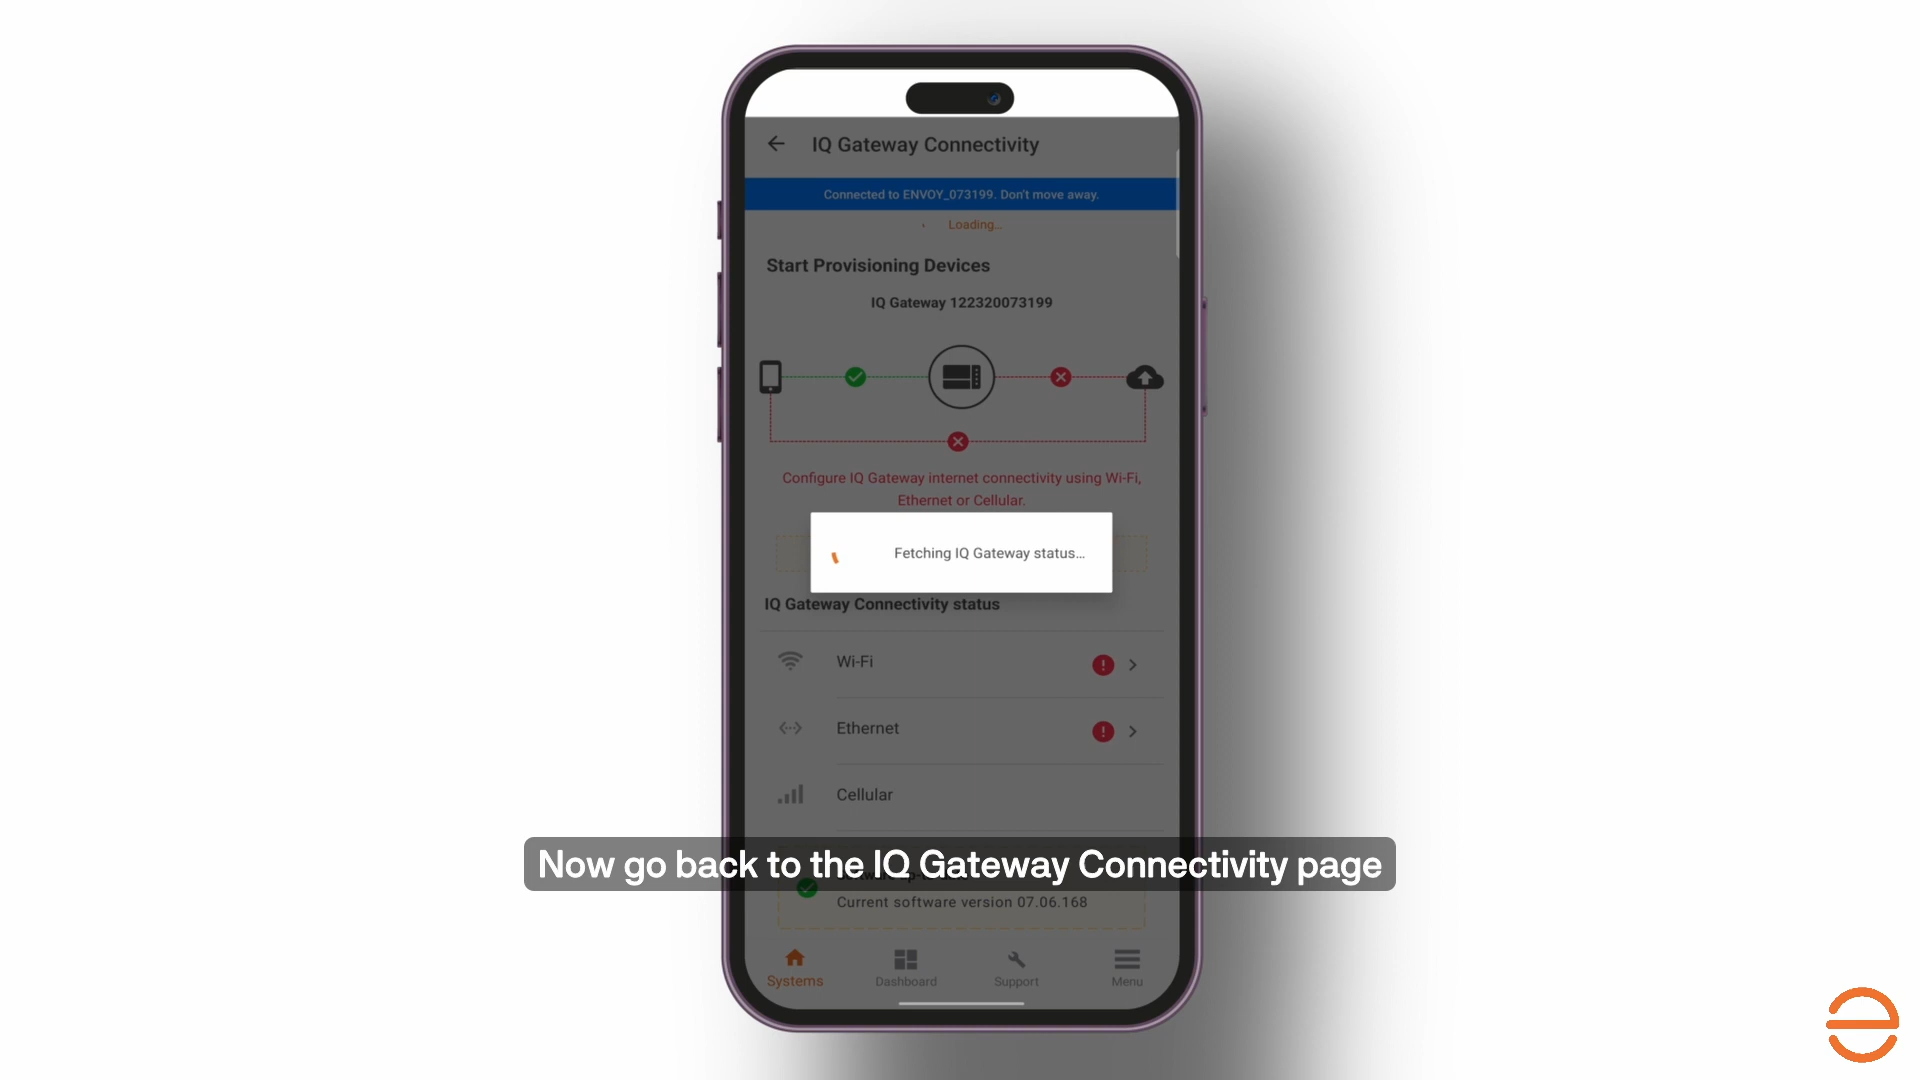 IQ Gateway Connectivity
Connected to ENVOY_073199. Don't move away.
Loading...
Start Provisioning Devices
IQ Gateway 122320073199
Configure IQ Gateway internet connectivity using Wi-Fi,
Ethernet or Cellular.
Fetching IQ Gateway status...
IQ Gateway Connectivity status
Wi-Fi
Ethernet
Cellular
Now go back to the IQ Gateway Connectivity page
Current software version 07.06.168
Systems
Dashboard
Support
Menu